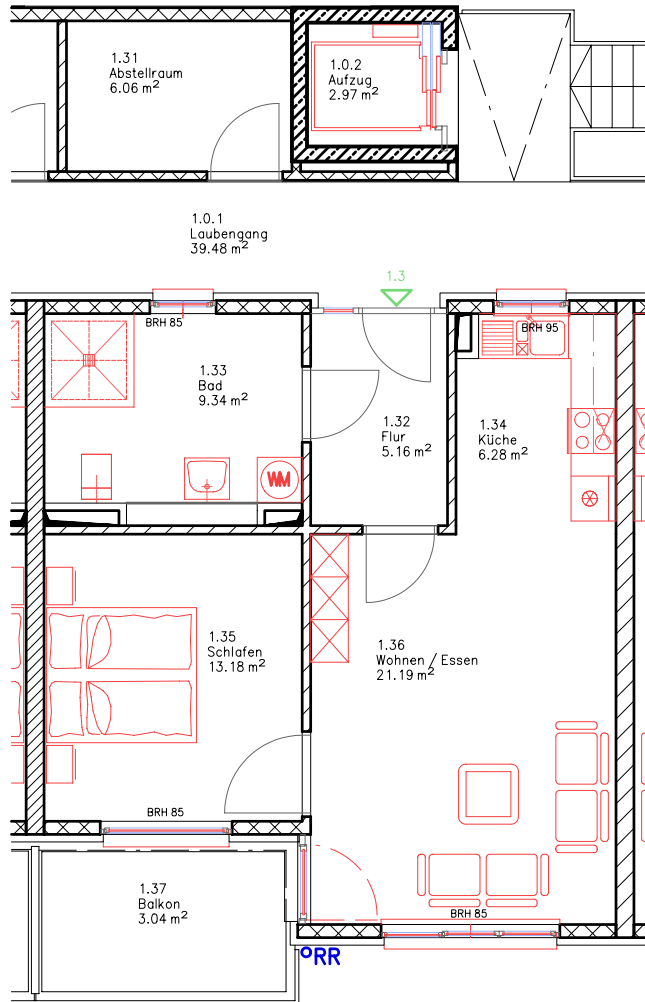 1.31
Abstellraum
6.06 m²
1.0.2
Aufzug
2.97 m²
1.0.1
Laubengang
39.48 m²
1.3
BRH 85
BRH 95
1.33
Bad
9.34 m²
1.32
Flur
5.16 m²
1.34
Küche
6.28 m²
WM
1.35
Schlafen
13.18 m²
1.36
Wohnen / Essen
21.19 m²
BRH 85
1.37
Balkon
3.04 m²
BRH 85
RR